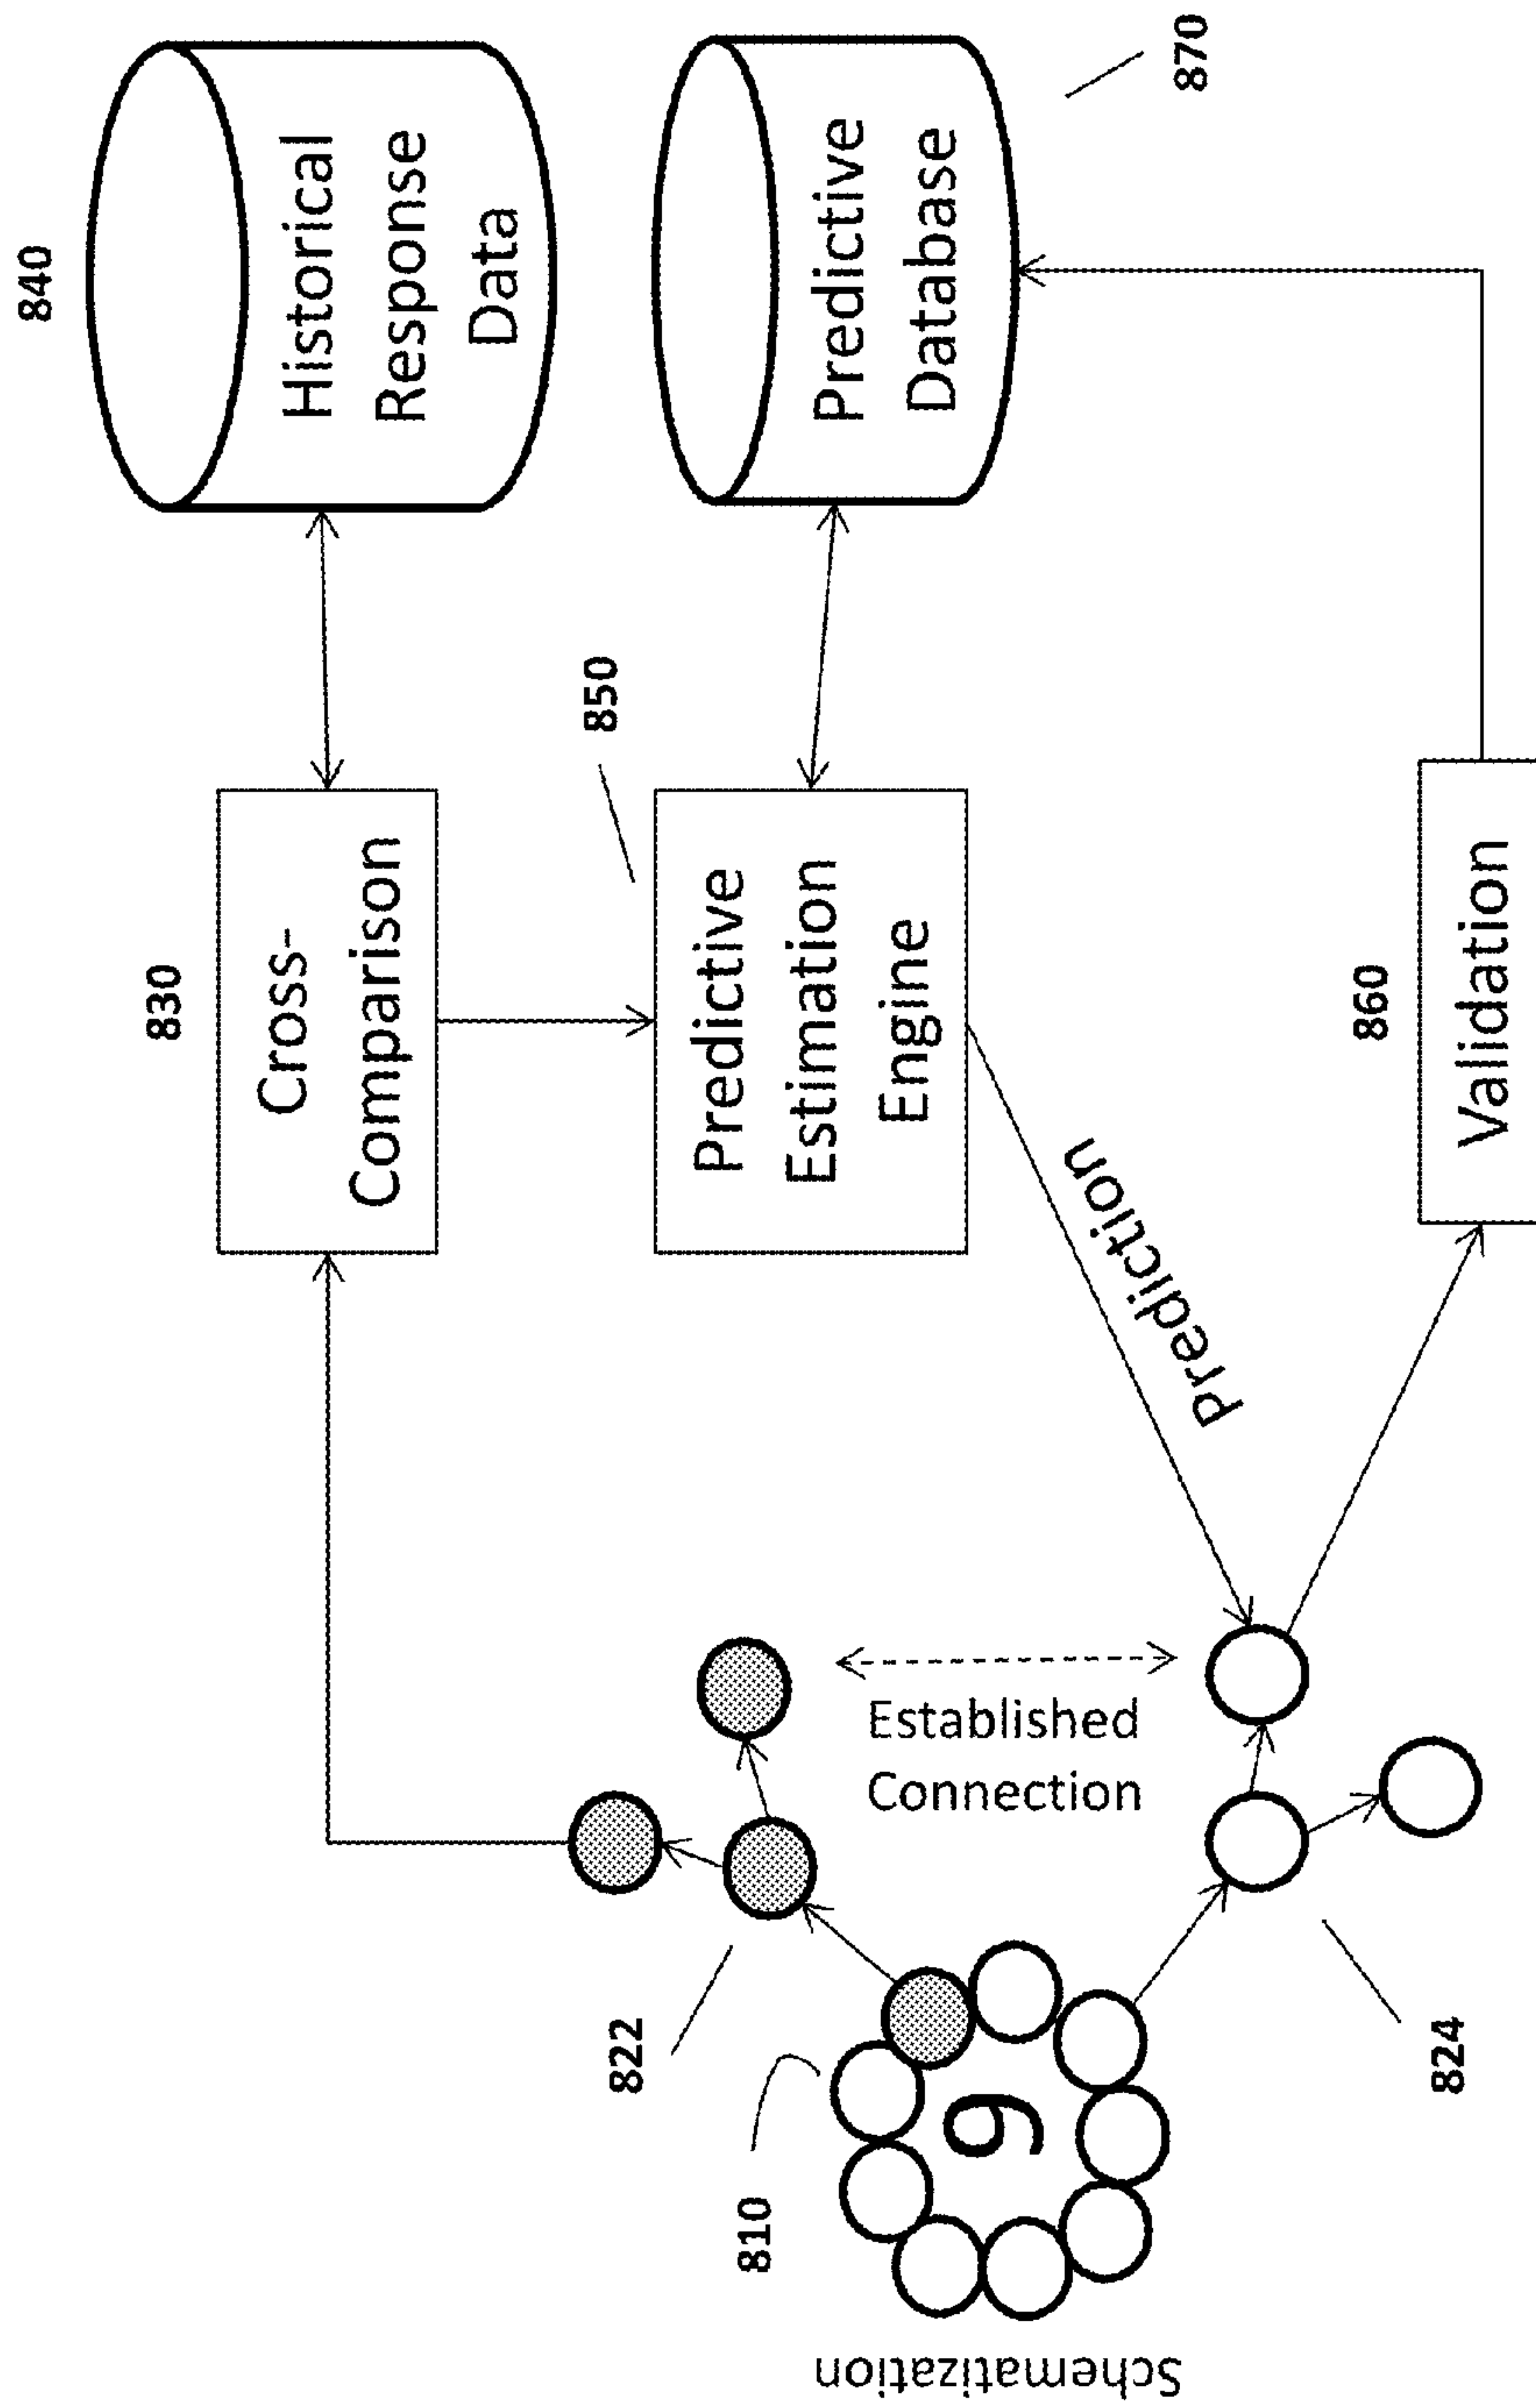 840
830
Cross-
Comparison
Historical
Response
Data
850
822
810
Schematization
9
Established
Connection
Predictive
Estimation
Engine
Predictive
Database
870
Prediction
824
860
Validation